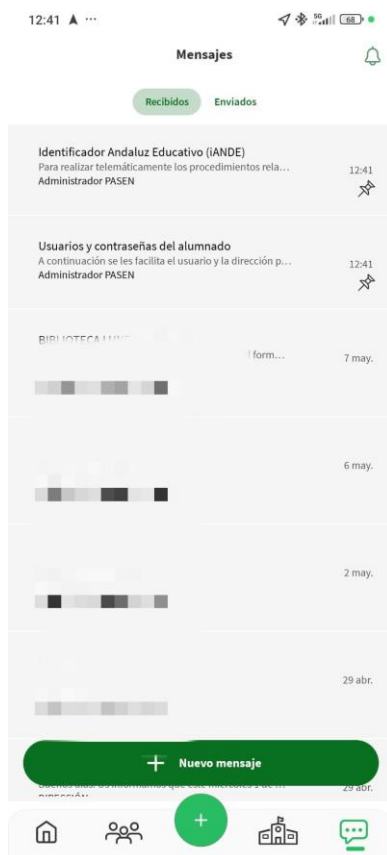 12:41
5G
68
Mensajes
Recibidos Enviados
Identificador Andaluz Educativo (iANDE)
Para realizar telemáticamente los procedimientos rela...
12:41
Administrador PASEN
Usuarios y contraseñas del alumnado
A continuación se les facilita el usuario y la dirección p...
12:41
Administrador PASEN
BIBLIOTECA
form...
7 may.
6 may.
2 may.
29 abr.
Nuevo mensaje
29 abr.